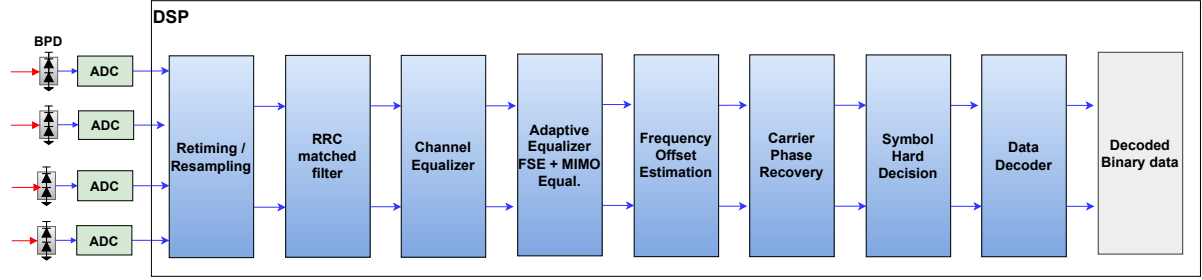 DSP
BPD
ADC
ADC
ADC
ADC
Retiming /
Resampling
RRC
matched
filter
Channel
Equalizer
Adaptive
Equalizer
FSE + MIMO
Equal.
Frequency
Offset
Estimation
Carrier
Phase
Recovery
Symbol
Hard
Decision
Data
Decoder
Decoded
Binary data